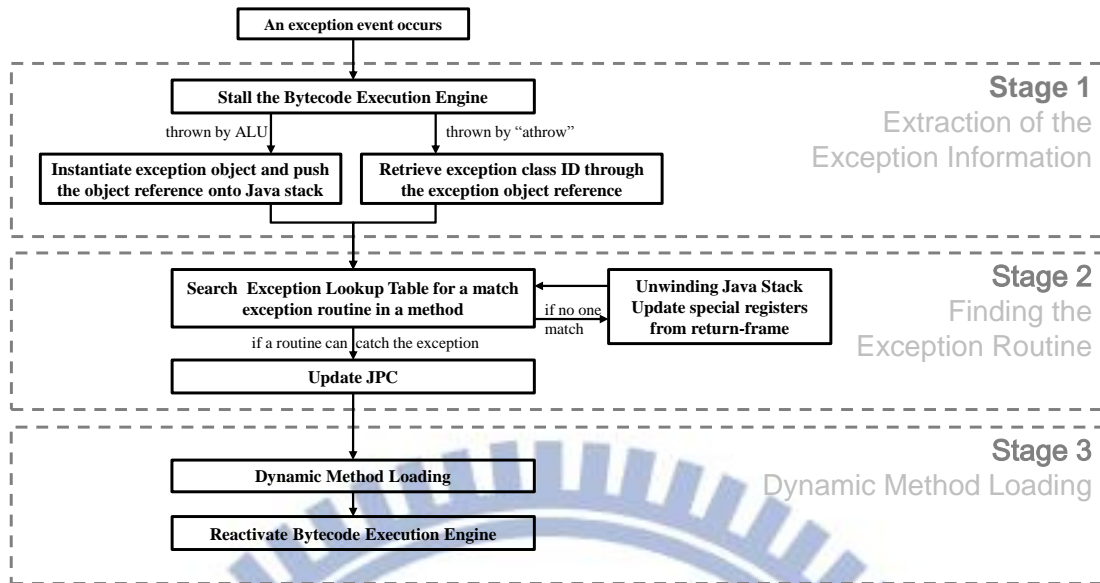 An exception event occurs
Stage 1
Extraction of the
Exception Information
Stall the Bytecode Execution Engine
thrown by ALU
thrown by “athrow”
Instantiate exception object and push
the object reference onto Java stack
Retrieve exception class ID through
the exception object reference
Stage 2
Finding the
Exception Routine
Search Exception Lookup Table for a match
exception routine in a method
if no one
match
Unwinding Java Stack
Update special registers
from return-frame
if a routine can catch the exception
Update JPC
Stage 3
Dynamic Method Loading
Dynamic Method Loading
Reactivate Bytecode Execution Engine